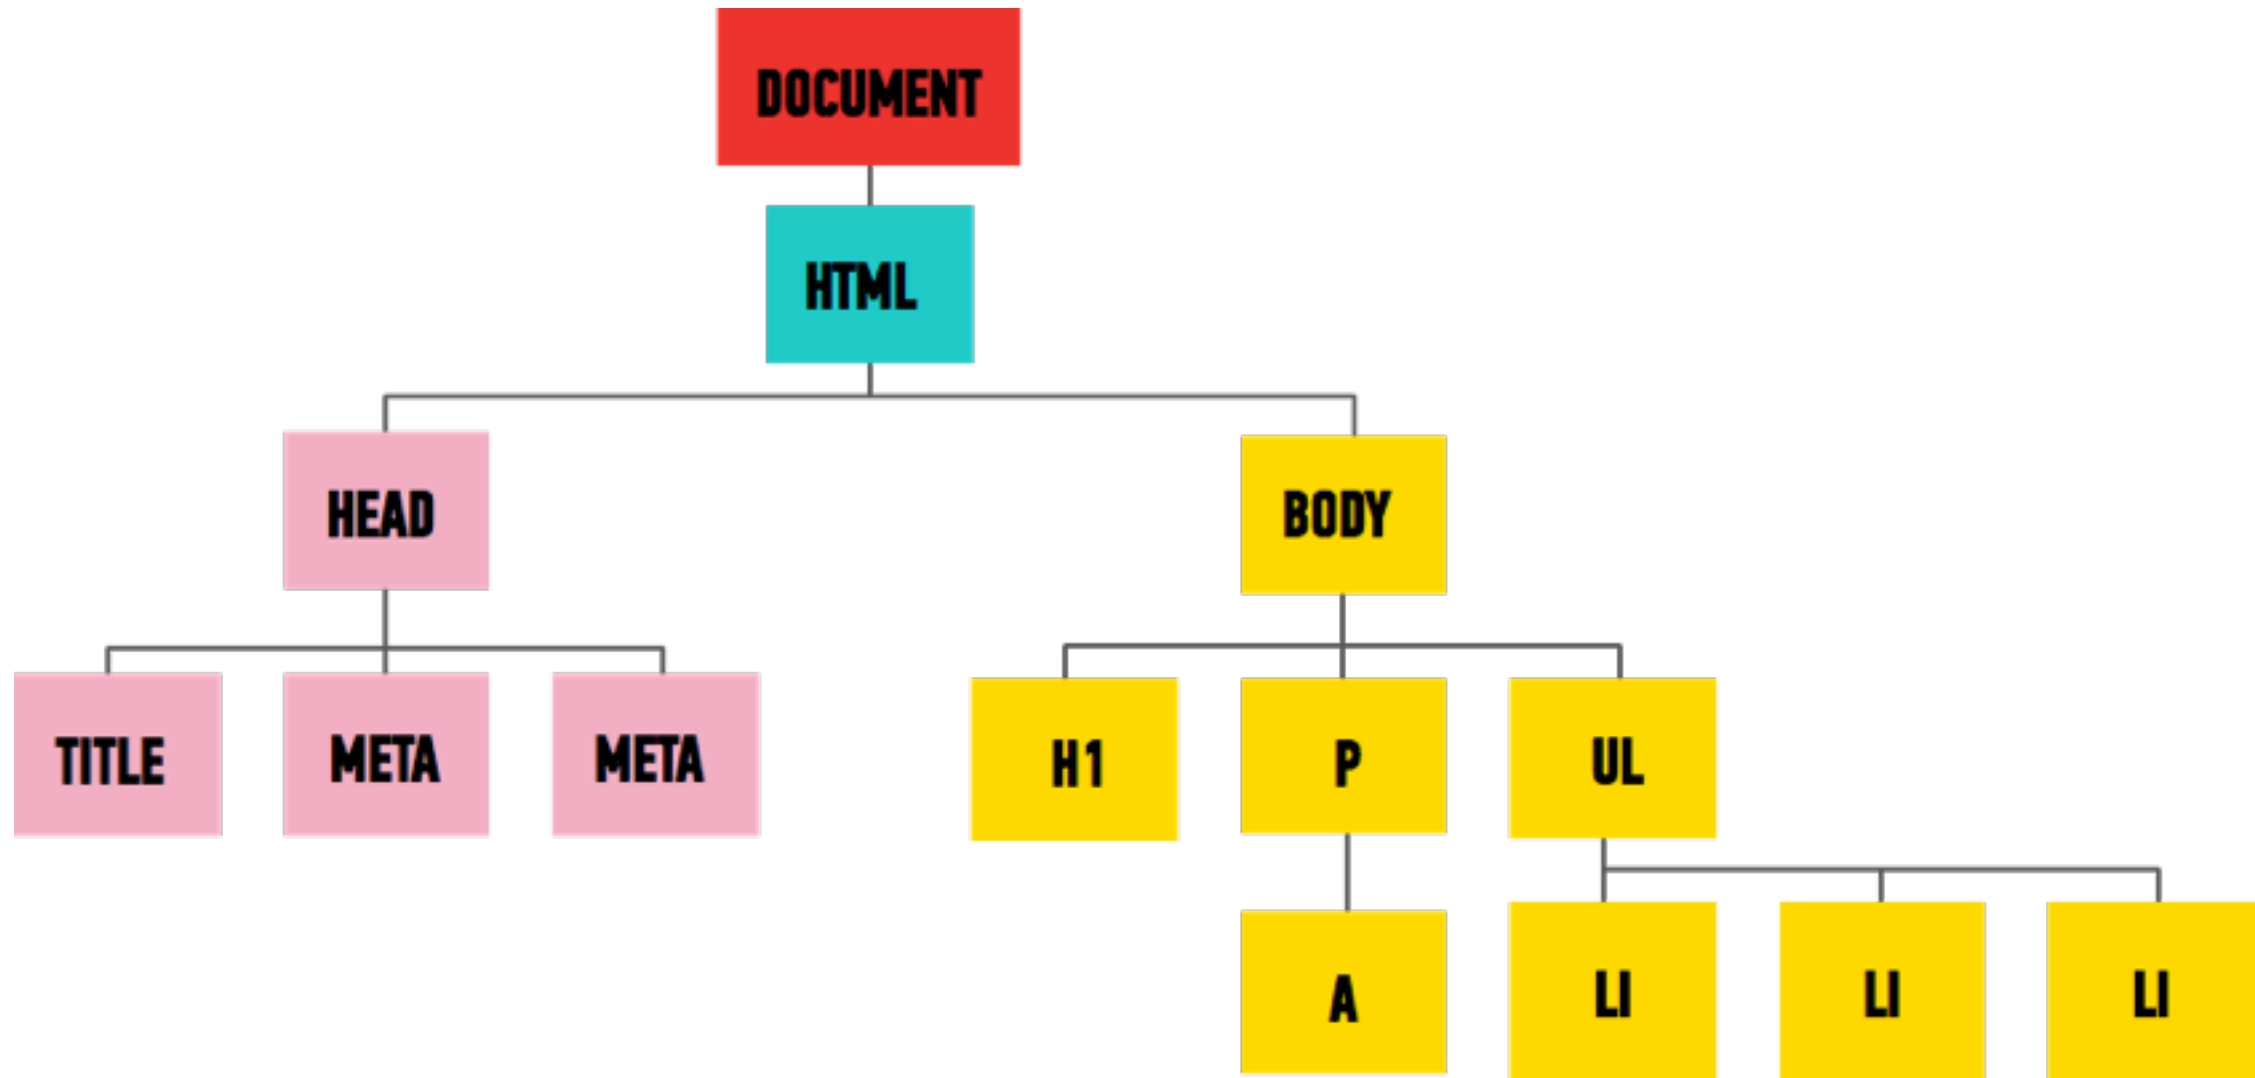 DOCUMENT
HTML
HEAD
BODY
TITLE
META
META
H1
P
UL
A
LI
LI
LI